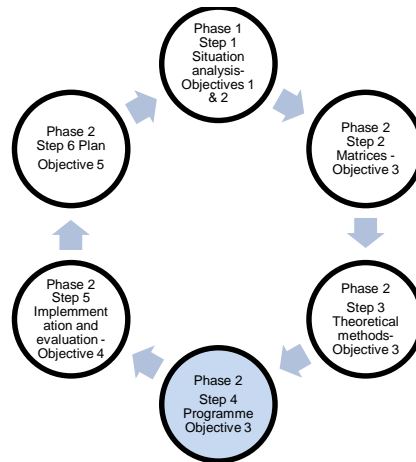 Phase 1
Step 1
Situation
analysis-
Objectives 1
& 2
Phase 2
Step 2
Matrices -
Objective 3
Phase 2
Step 3
Theoretical
methods-
Objective 3
Phase 2
Step 4
Programme
Objective 3
Phase 2
Step 5
Implemment
ation and
evaluation -
Objective 4
Phase 2
Step 6 Plan
Objective 5